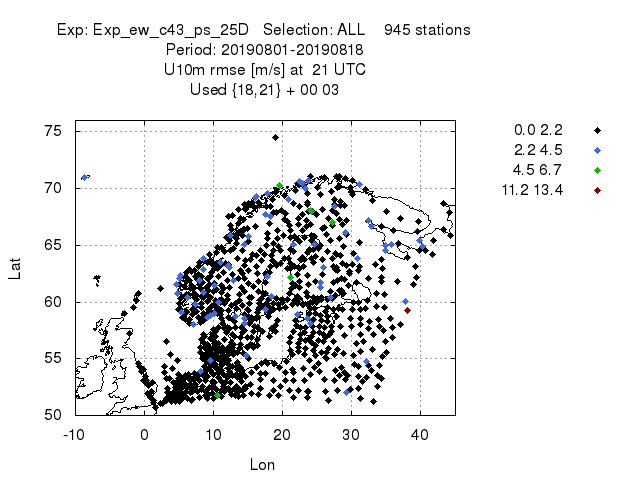 Exp: Exp_ew_c43_ps_25D Selection: ALL 945 stations
Period: 20190801-20190818
U10m rmse [m/s] at 21 UTC
Used {18,21} + 00 03
0.0 2.2
2.2 4.5
4.5 6.7
11.2 13.4
75
70
65
60
55
50
Lat
-10 0 10 20 30 40
Lon